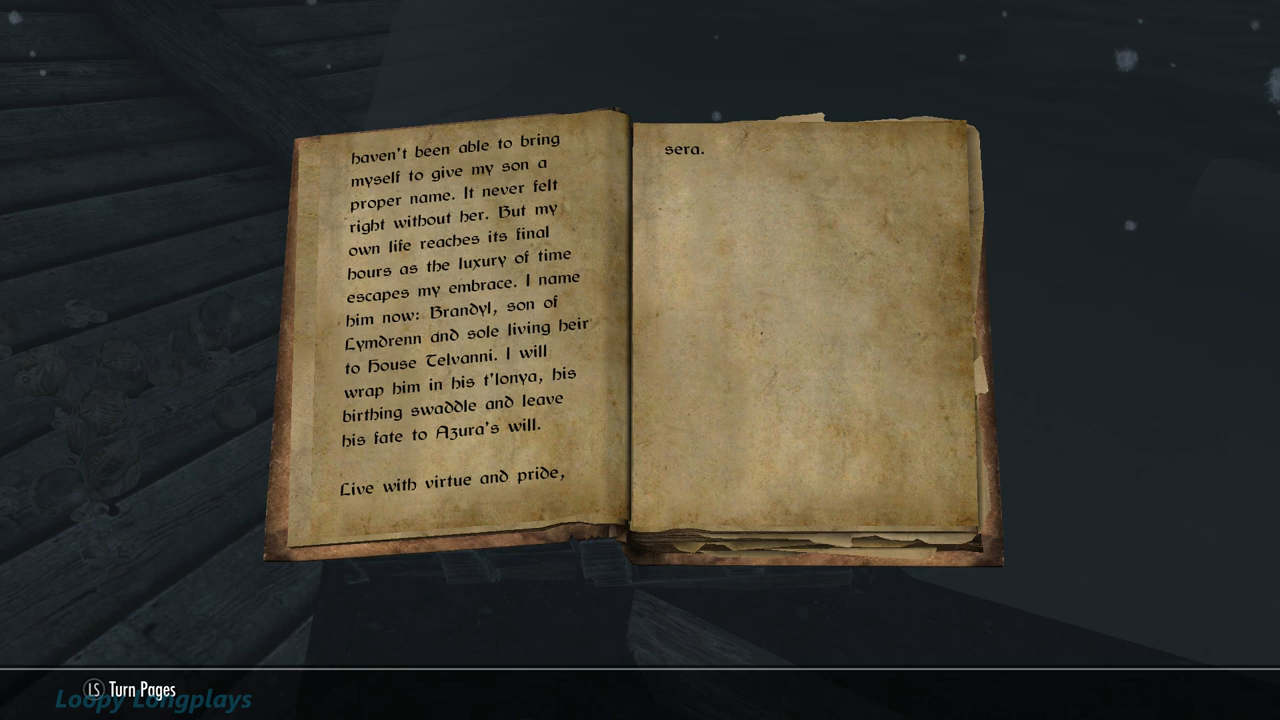 haven't been able to bring
myself to give my son a
proper name. It never felt
right without her. But my
own life reaches its final
hours as the luxury of time
escapes my embrace. I name
him now: Brandyl, son of
Lymdrenn and sole living heir
to House Telvanni. I will
wrap him in his t'lonya, his
birthing swaddle and leave
his fate to Azura's will.
Live with virtue and pride,
sera.
LS Turn Pages
Loopy Longplays